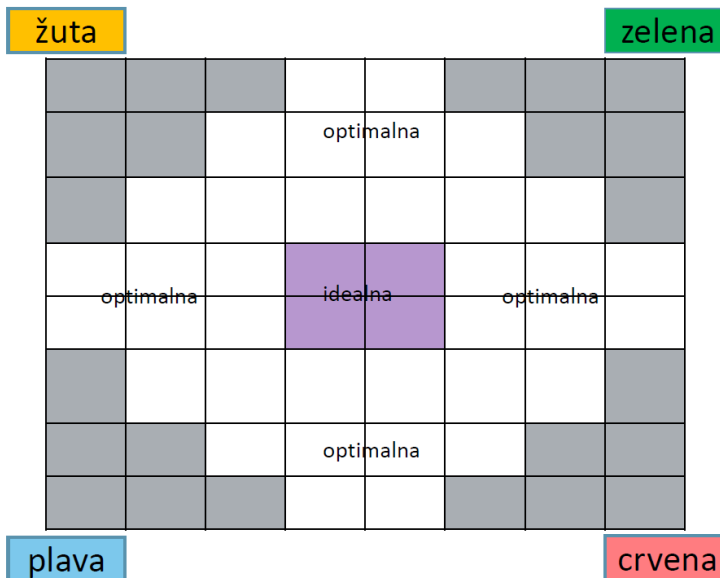 žuta
zelena
optimalna
optimalna
idealna
optimalna
optimalna
plava
crvena